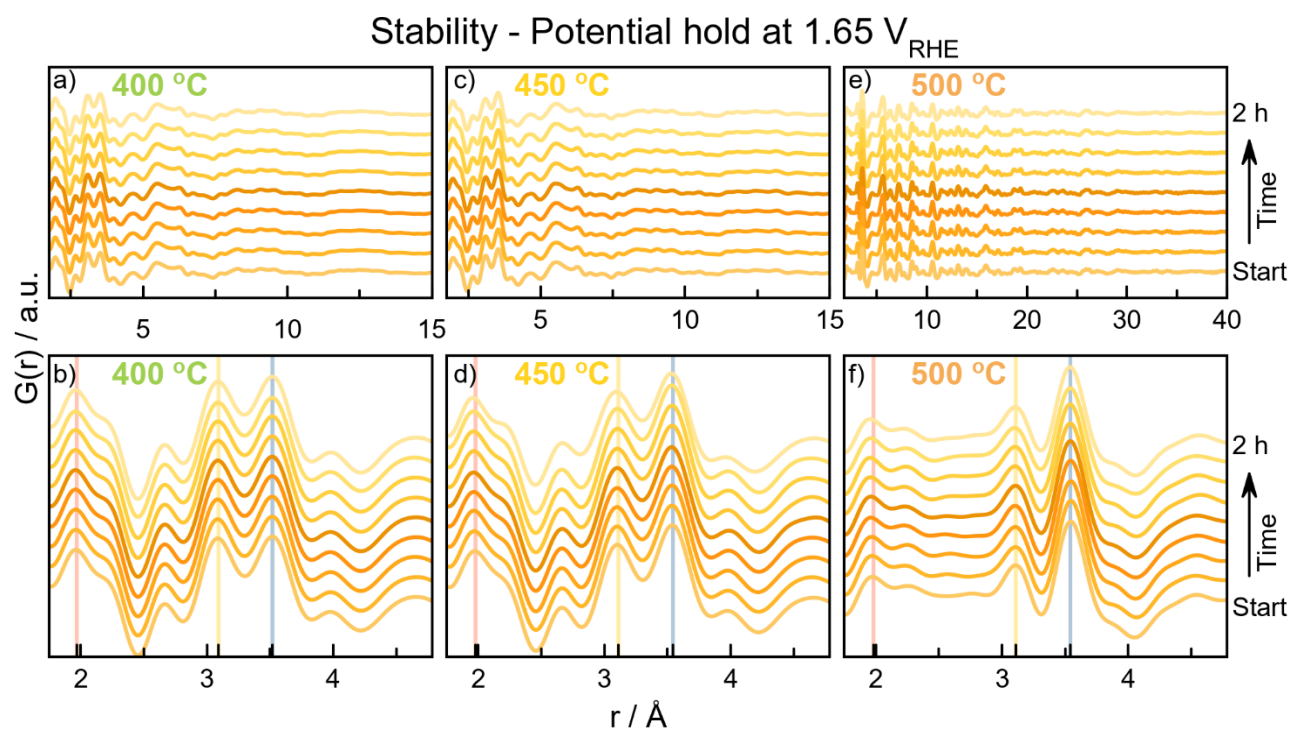 Stability - Potential hold at 1.65 V_RHE
a) 400 °C
c) 450 °C
e) 500 °C
2 h
Time
Start
5 10 15
5 10 15
10 20 30 40
G(r) / a.u.
b) 400 °C
d) 450 °C
f) 500 °C
2 h
Time
Start
2 3 4
2 3 4
2 3 4
r / Å